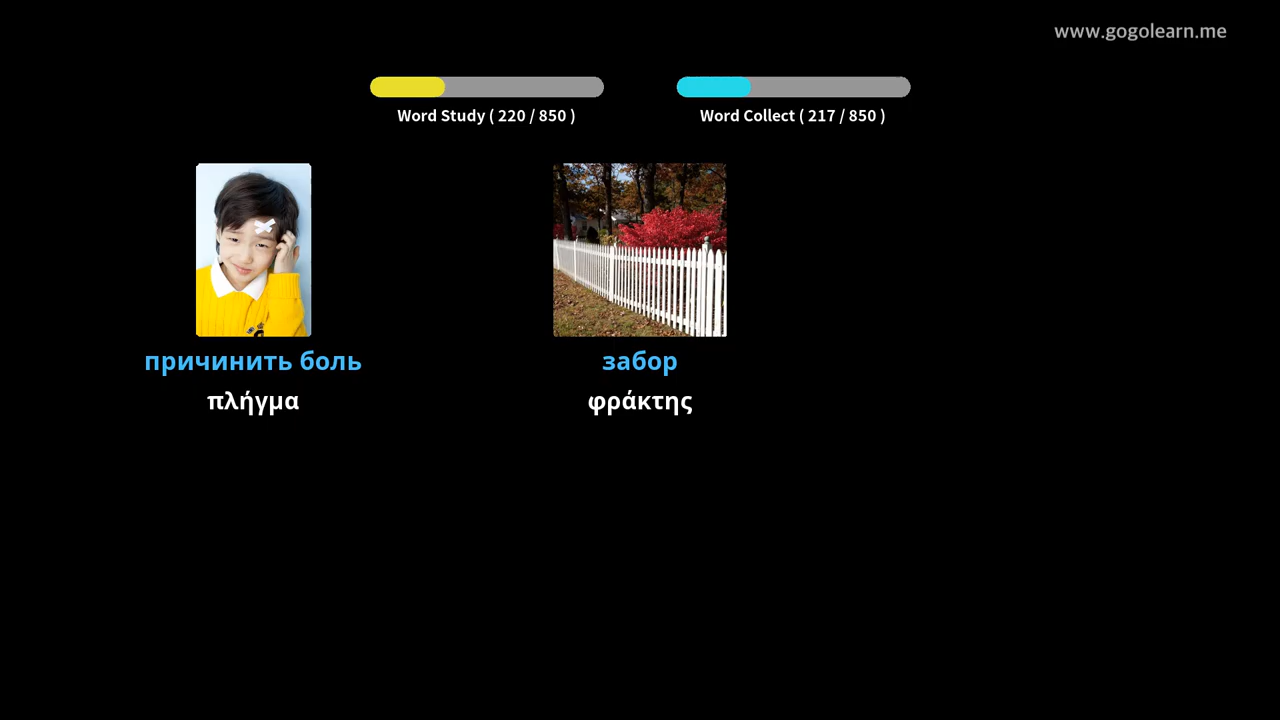 www.gogolearn.me
Word Study ( 220 / 850 )
Word Collect ( 217 / 850 )
причинить боль
πλήγμα
забор
φράκτης